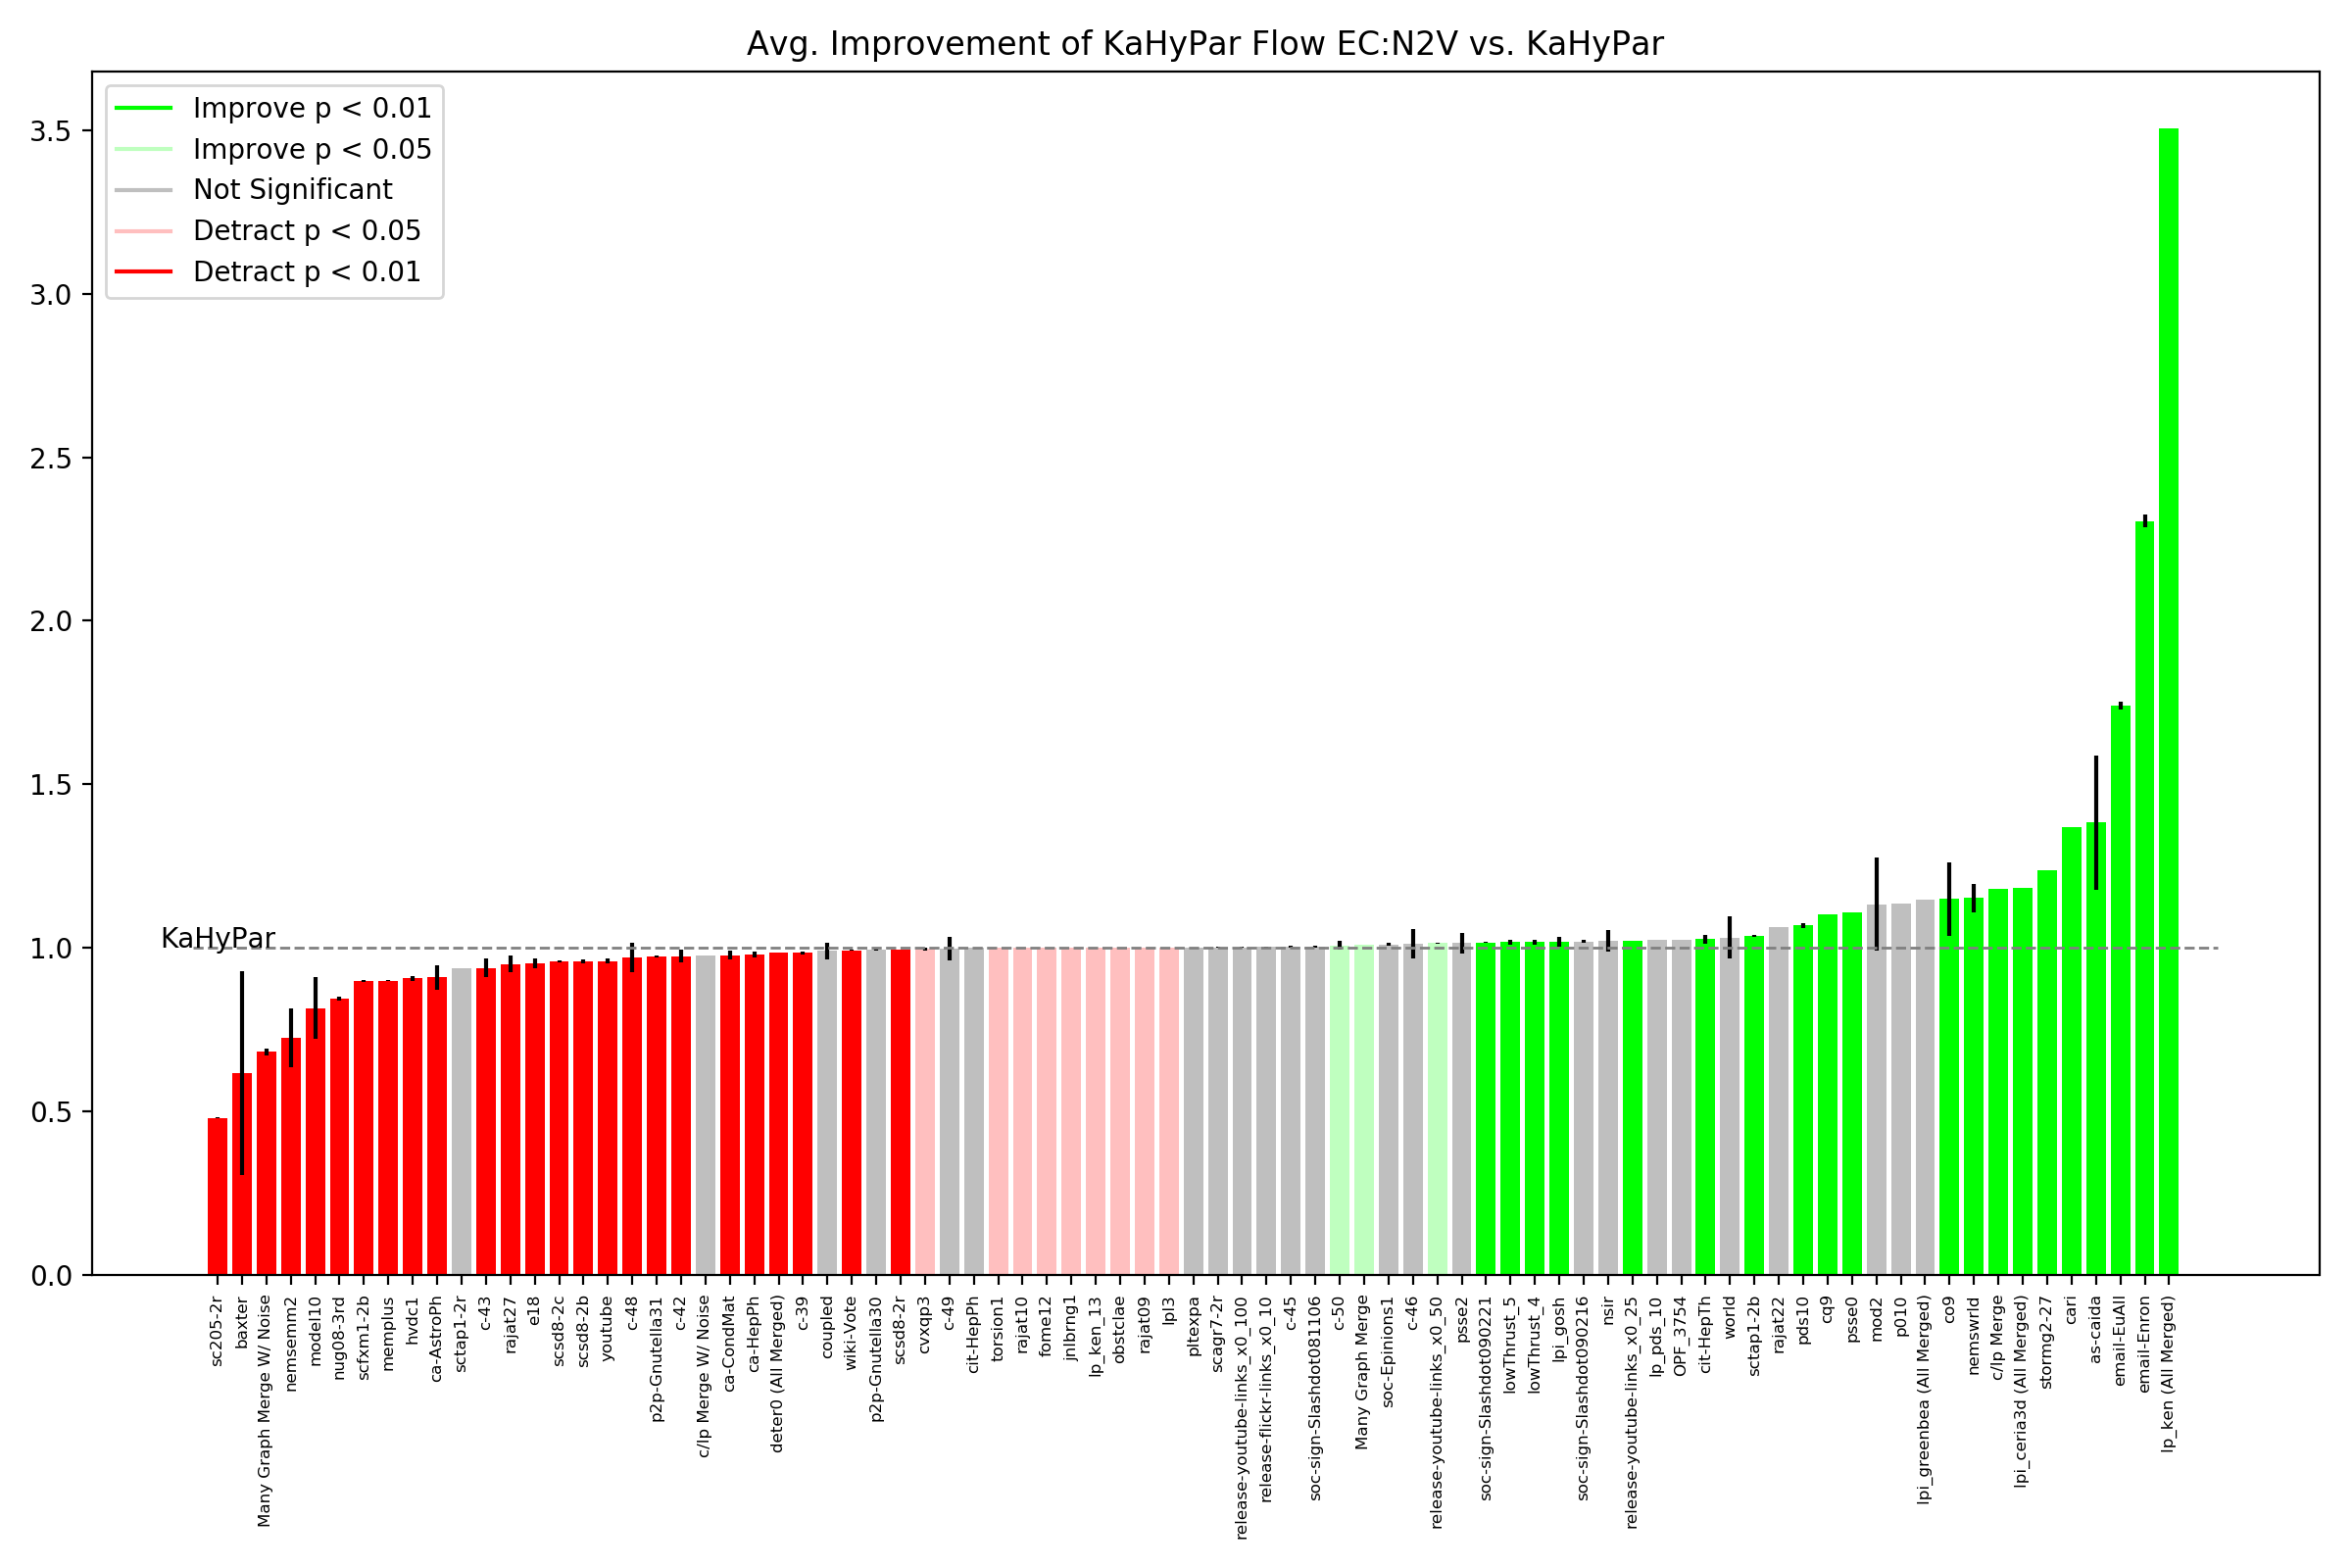 Avg. Improvement of KaHyPar Flow EC:N2V vs. KaHyPar
Improve p < 0.01
Improve p < 0.05
Not Significant
Detract p < 0.05
Detract p < 0.01
3.5
3.0
2.5
2.0
1.5
1.0
0.5
0.0
KaHyPar
sc205-2r
baxter
Many Graph Merge W/ Noise
nemsemm2
model10
nug08-3rd
scfxm1-2b
memplus
hvdc1
ca-AstroPh
sctap1-2r
c-43
rajat27
e18
scsd8-2c
scsd8-2b
youtube
c-48
p2p-Gnutella31
c-42
c/lp Merge W/ Noise
ca-CondMat
ca-HepPh
deter0 (All Merged)
c-39
coupled
wiki-Vote
p2p-Gnutella30
scsd8-2r
cvxqp3
c-49
cit-HepPh
torsion1
rajat10
fome12
jnlbrng1
lp_ken_13
obstclae
rajat09
lpl3
pltexpa
scagr7-2r
release-youtube-links_x0_100
release-flickr-links_x0_10
c-45
soc-sign-Slashdot081106
c-50
Many Graph Merge
soc-Epinions1
c-46
release-youtube-links_x0_50
psse2
soc-sign-Slashdot090221
lowThrust_5
lowThrust_4
lpi_gosh
soc-sign-Slashdot090216
nsir
release-youtube-links_x0_25
lp_pds_10
OPF_3754
cit-HepTh
world
sctap1-2b
rajat22
pds10
cq9
psse0
mod2
p010
lpi_greenbea (All Merged)
co9
nemswrld
c/lp Merge
lpi_ceria3d (All Merged)
stormg2-27
cari
as-caida
email-EuAll
email-Enron
lp_ken (All Merged)